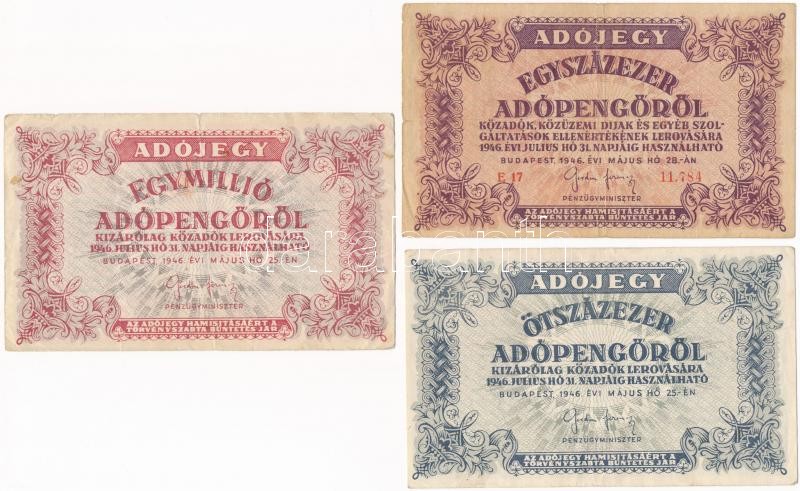 ADÓJEGY
EGYMILLIÓ
ADÓPENGŐRŐL
KIZÁRÓLAG KÖZADÓK LEROVÁSÁRA
1946. JULIUS HÓ 31. NAPJÁIG HASZNÁLHATÓ
BUDAPEST, 1946. ÉVI MÁJUS HÓ 25-ÉN
PÉNZÜGYMINISZTER
AZ ADÓJEGY HAMISITÁSAÉRT A
TÖRVÉNYSZABTA BÜNTETÉS JÁR
ADÓJEGY
EGYSZÁZEZER
ADÓPENGŐRŐL
KÖZADÓK, KÖZÜZEMI DIJAK ÉS EGYÉB SZOL-
GÁLTATÁSOK ELLENÉRTÉKÉNEK LEROVÁSÁRA
1946. ÉVI JULIUS HÓ 31. NAPJÁIG HASZNÁLHATÓ
BUDAPEST, 1946. ÉVI MÁJUS HÓ 28.-ÁN
E 17 11.784
PÉNZÜGYMINISZTER
AZ ADÓJEGY HAMISITÁSAÉRT A
TÖRVÉNYSZABTA BÜNTETÉS JÁR
ADÓJEGY
ÖTSZÁZEZER
ADÓPENGŐRŐL
KIZÁRÓLAG KÖZADÓK LEROVÁSÁRA
1946. JULIUS HÓ 31. NAPJÁIG HASZNÁLHATÓ
BUDAPEST, 1946. ÉVI MÁJUS HÓ 25-ÉN
PÉNZÜGYMINISZTER
AZ ADÓJEGY HAMISITÁSAÉRT A
TÖRVÉNYSZABTA BÜNTETÉS JÁR